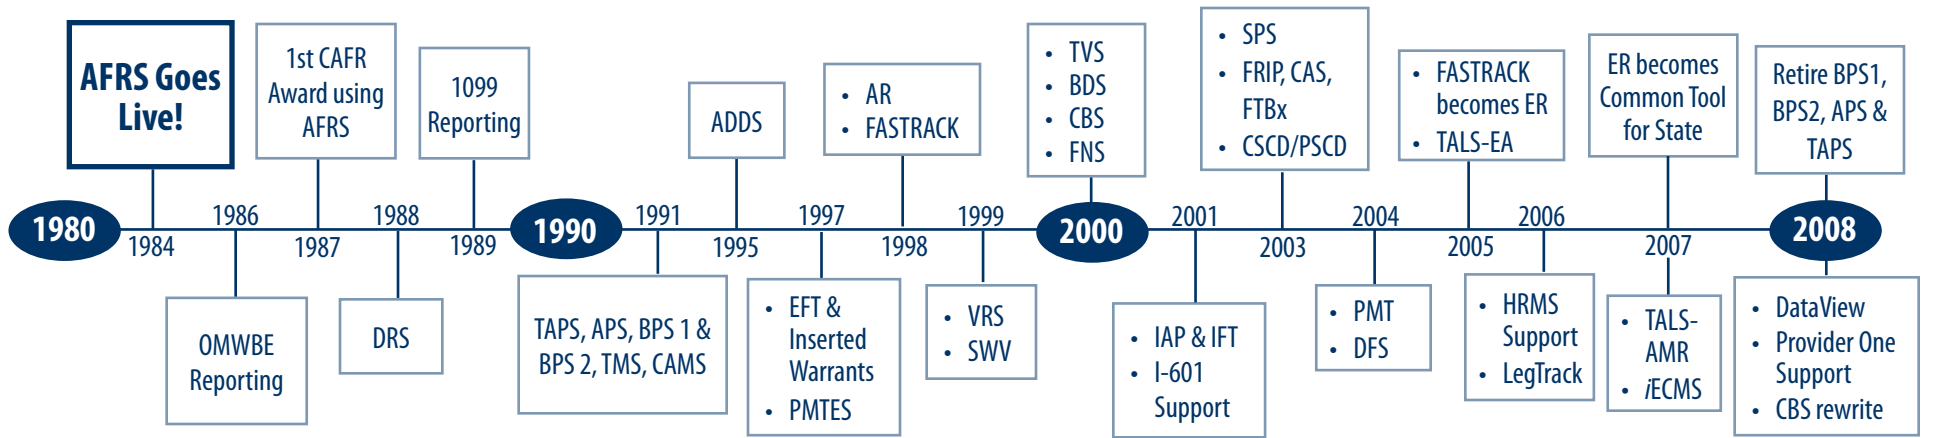 AFRS Goes
Live!
1st CAFR
Award using
AFRS
1099
Reporting
ADDS
• AR
• FASTRACK
• TVS
• BDS
• CBS
• FNS
• SPS
• FRIP, CAS,
FTBx
• CSCD/PSCD
• FASTRACK
becomes ER
• TALS-EA
ER becomes
Common Tool
for State
Retire BPS1,
BPS2, APS &
TAPS
1980
1984
1986
1987
1988
1989
1990
1991
1995
1997
1998
1999
2000
2001
2003
2004
2005
2006
2007
2008
OMWBE
Reporting
DRS
TAPS, APS, BPS 1 &
BPS 2, TMS, CAMS
• EFT &
Inserted
Warrants
• PMTES
• VRS
• SWV
• IAP & IFT
• I-601
Support
• PMT
• DFS
• HRMS
Support
• LegTrack
• TALS-
AMR
• iECMS
• DataView
• Provider One
Support
• CBS rewrite